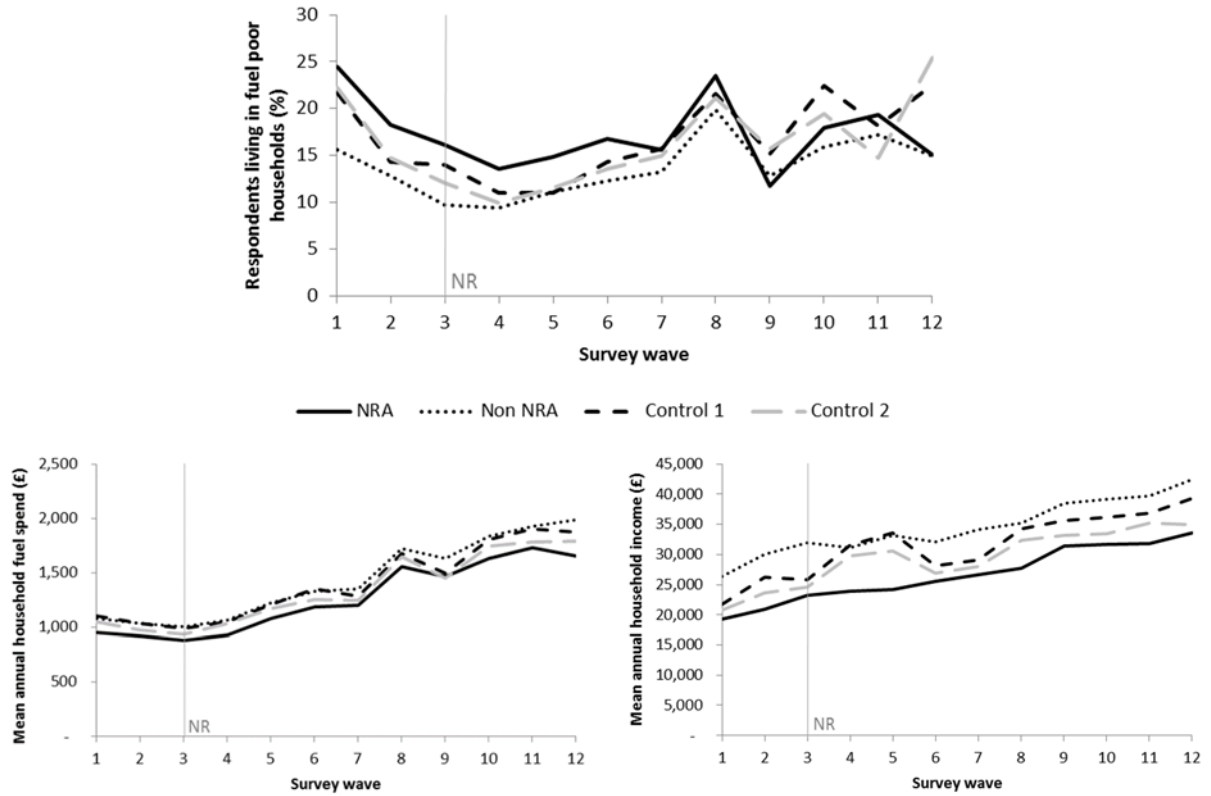 30
25
20
15
10
5
0
Respondents living in fuel poor
households (%)
NR
1 2 3 4 5 6 7 8 9 10 11 12
Survey wave
NRA Non NRA Control 1 Control 2
2,500
2,000
1,500
1,000
500
-
Mean annual household fuel spend (£)
NR
1 2 3 4 5 6 7 8 9 10 11 12
Survey wave
45,000
40,000
35,000
30,000
25,000
20,000
15,000
10,000
5,000
-
Mean annual household income (£)
NR
1 2 3 4 5 6 7 8 9 10 11 12
Survey wave